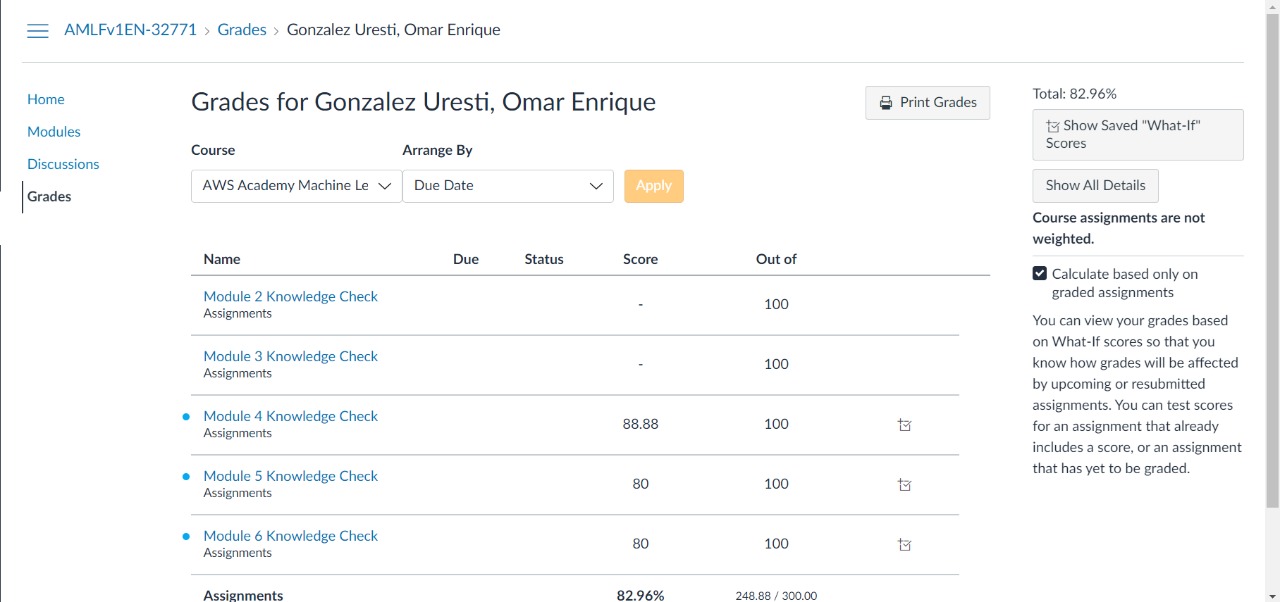 AMLFv1EN-32771 › Grades › Gonzalez Uresti, Omar Enrique
Home
Modules
Discussions
Grades
Grades for Gonzalez Uresti, Omar Enrique
Print Grades
Course
Arrange By
AWS Academy Machine Le
Due Date
Apply
Name Due Status Score Out of
Module 2 Knowledge Check
Assignments
- 100
Module 3 Knowledge Check
Assignments
- 100
Module 4 Knowledge Check
Assignments
88.88 100
Module 5 Knowledge Check
Assignments
80 100
Module 6 Knowledge Check
Assignments
80 100
Assignments 82.96% 248.88 / 300.00
Total: 82.96%
Show Saved "What-If"
Scores
Show All Details
Course assignments are not
weighted.
Calculate based only on
graded assignments
You can view your grades based
on What-If scores so that you
know how grades will be affected
by upcoming or resubmitted
assignments. You can test scores
for an assignment that already
includes a score, or an assignment
that has yet to be graded.